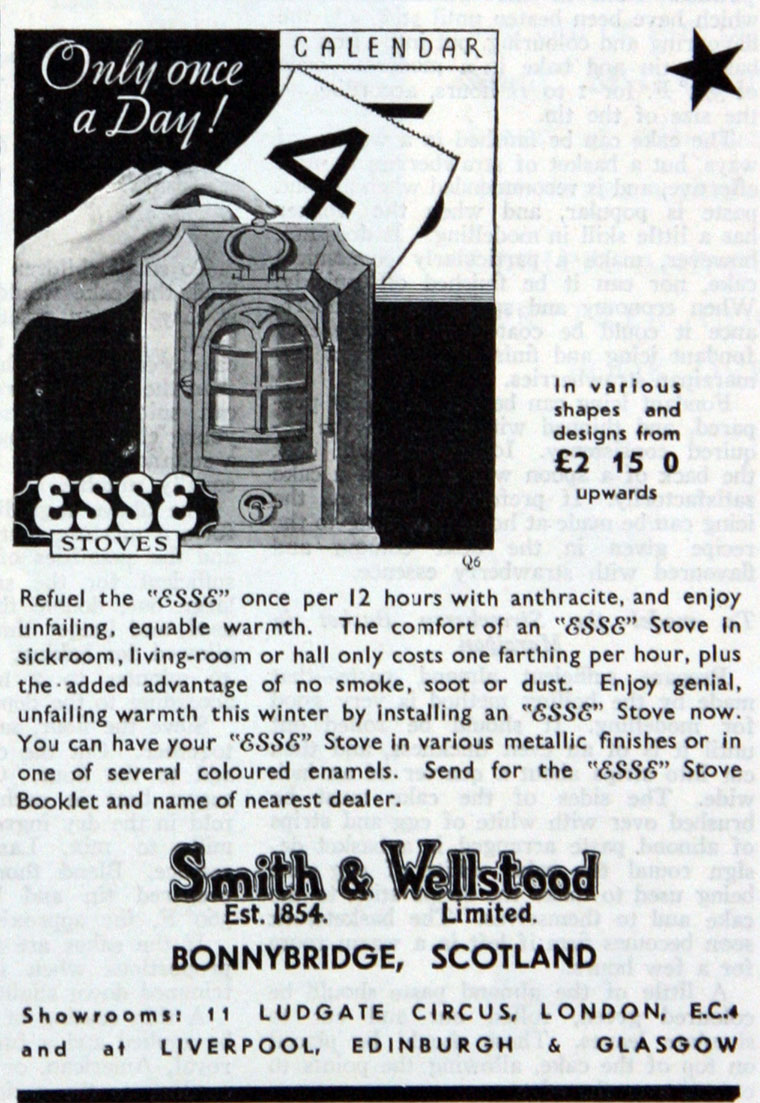 CALENDAR
Only once
a Day!
4
ESSE
STOVES
Q6
In various
shapes and
designs from
£2 15 0
upwards
Refuel the "ESSE" once per 12 hours with anthracite, and enjoy
unfailing, equable warmth. The comfort of an "ESSE" Stove in
sickroom, living-room or hall only costs one farthing per hour, plus
the added advantage of no smoke, soot or dust. Enjoy genial,
unfailing warmth this winter by installing an "ESSE" Stove now.
You can have your "ESSE" Stove in various metallic finishes or in
one of several coloured enamels. Send for the "ESSE" Stove
Booklet and name of nearest dealer.
Smith & Wellstood
Est. 1854. Limited.
BONNYBRIDGE, SCOTLAND
Showrooms: 11 LUDGATE CIRCUS, LONDON, E.C4
and at LIVERPOOL, EDINBURGH & GLASGOW